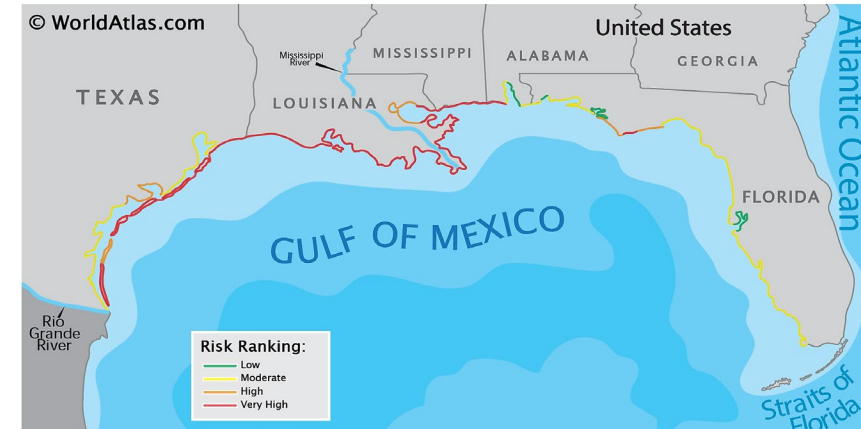 © WorldAtlas.com
United States
Atlantic Ocean
Mississippi
River
MISSISSIPPI
ALABAMA
GEORGIA
TEXAS
LOUISIANA
FLORIDA
GULF OF MEXICO
Rio
Grande
River
Risk Ranking:
Low
Moderate
High
Very High
Straits of
Florida